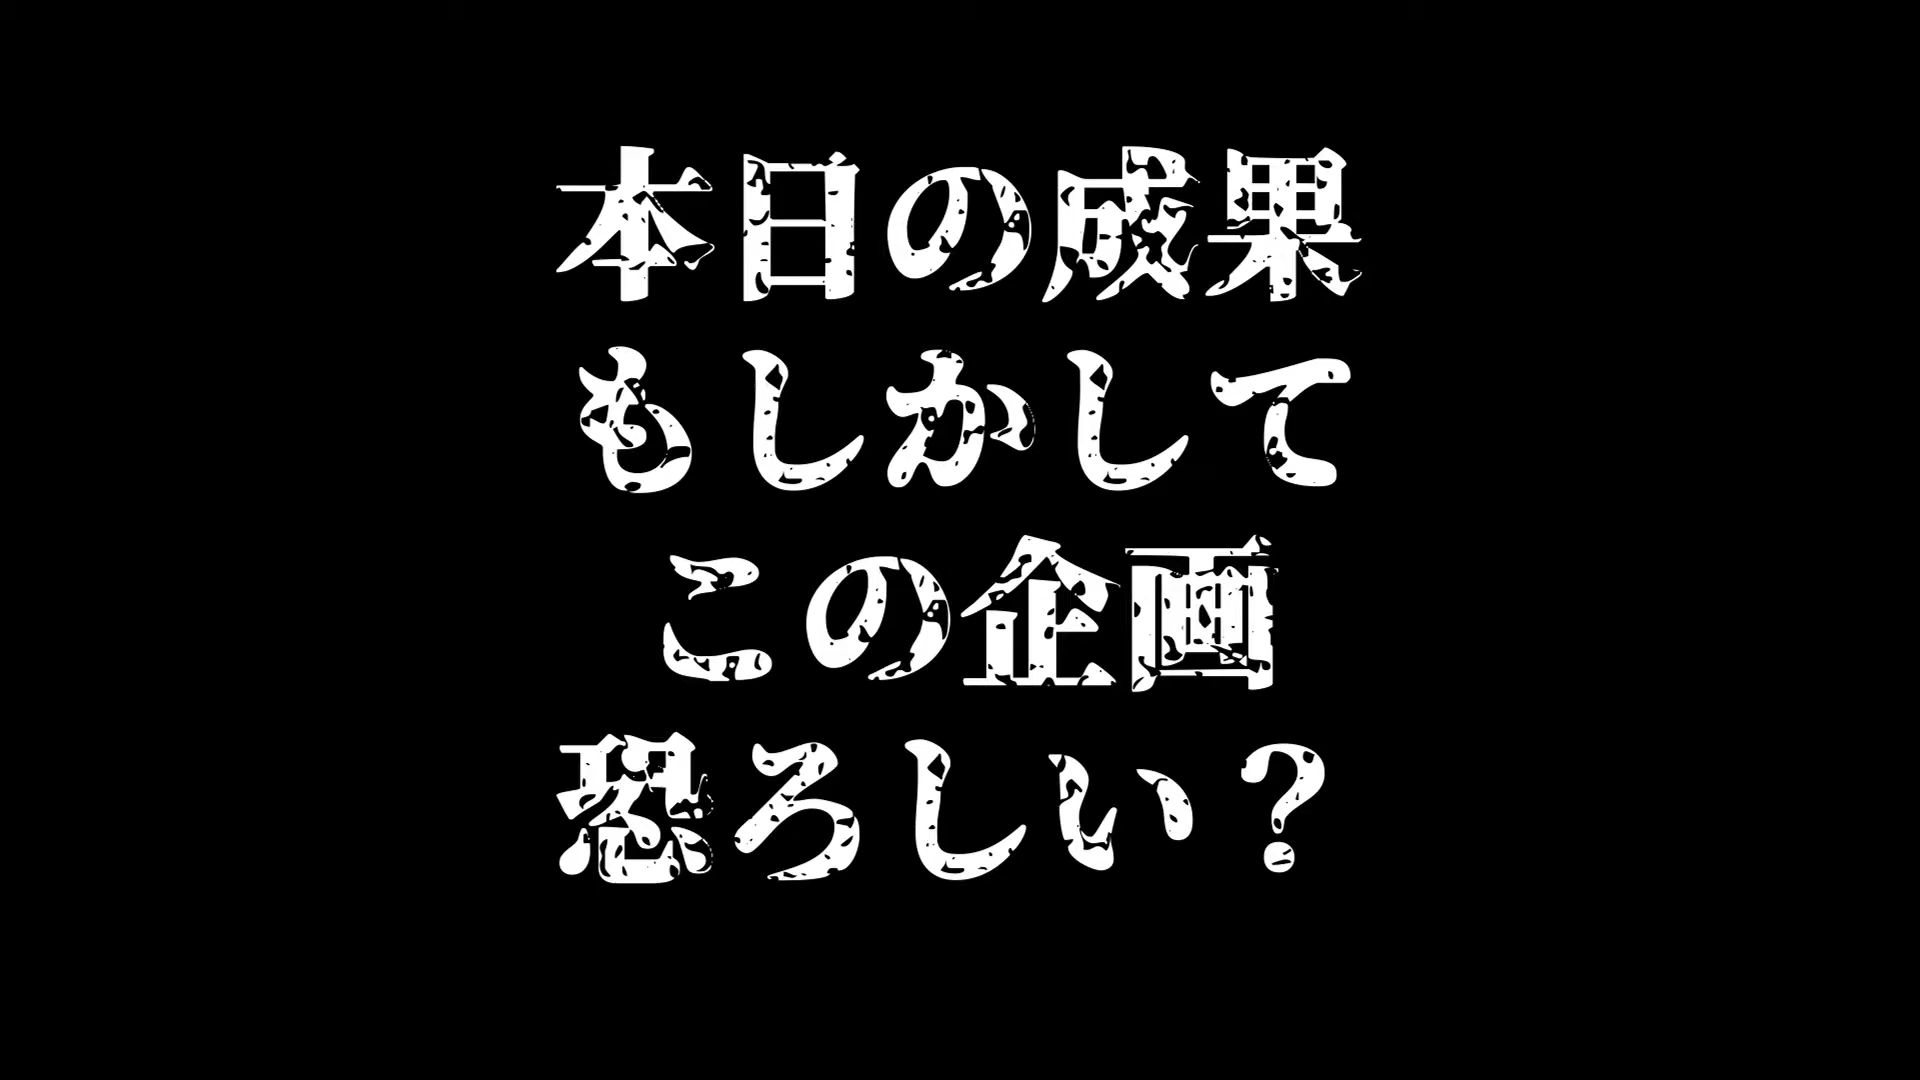 本日の成果
もしかして
この企画
恐ろしい？